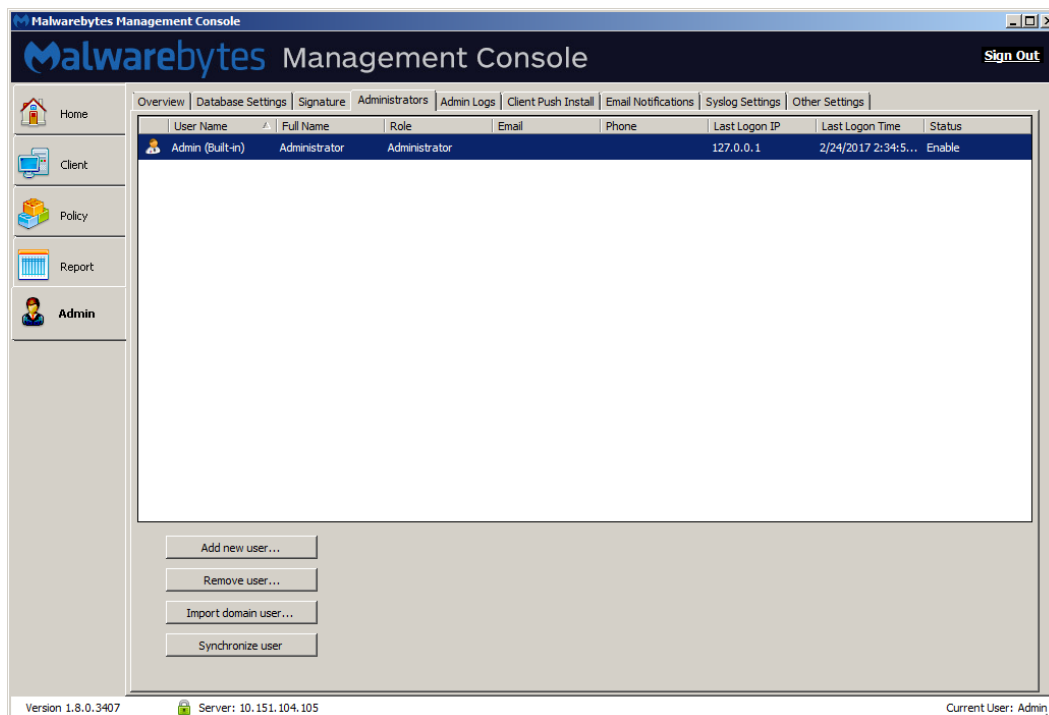 Malwarebytes Management Console
Malwarebytes Management Console
Sign Out
Home
Client
Policy
Report
Admin
Overview Database Settings Signature Administrators Admin Logs Client Push Install Email Notifications Syslog Settings Other Settings
User Name Full Name Role Email Phone Last Logon IP Last Logon Time Status
Admin (Built-in) Administrator Administrator 127.0.0.1 2/24/2017 2:34:5... Enable
Add new user...
Remove user...
Import domain user...
Synchronize user
Version 1.8.0.3407 Server: 10.151.104.105 Current User: Admin